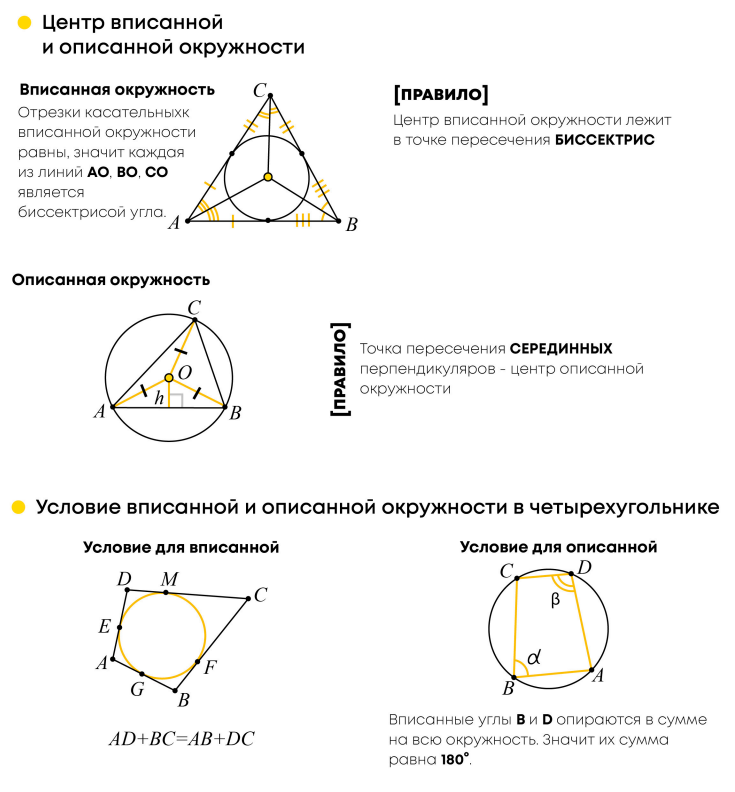 Центр вписанной
и описанной окружности
Вписанная окружность
Отрезки касательныхк
вписанной окружности
равны, значит каждая
из линий AO, BO, CO
является
биссектрисой угла.
C
A
B
[ПРАВИЛО]
Центр вписанной окружности лежит
в точке пересечения БИССЕКТРИС
Описанная окружность
C
O
h
A
B
[ПРАВИЛО]
Точка пересечения СЕРЕДИННЫХ
перпендикуляров - центр описанной
окружности
Условие вписанной и описанной окружности в четырехугольнике
Условие для вписанной
D
M
C
E
A
F
G
B
AD+BC=AB+DC
Условие для описанной
C
D
β
α
B
A
Вписанные углы B и D опираются в сумме
на всю окружность. Значит их сумма
равна 180°.